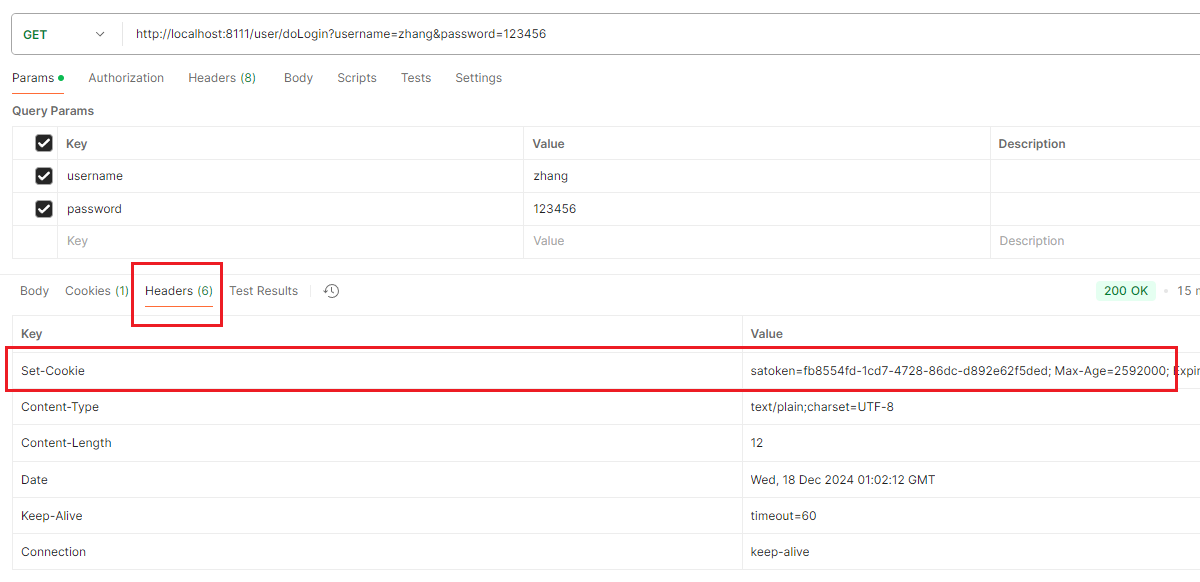 GET http://localhost:8111/user/doLogin?username=zhang&password=123456
Params Authorization Headers (8) Body Scripts Tests Settings
Query Params
Key Value Description
username zhang
password 123456
Key Value Description
Body Cookies (1) Headers (6) Test Results 200 OK 15
Key Value
Set-Cookie satoken=fb8554fd-1cd7-4728-86dc-d892e62f5ded; Max-Age=2592000; Expir
Content-Type text/plain;charset=UTF-8
Content-Length 12
Date Wed, 18 Dec 2024 01:02:12 GMT
Keep-Alive timeout=60
Connection keep-alive